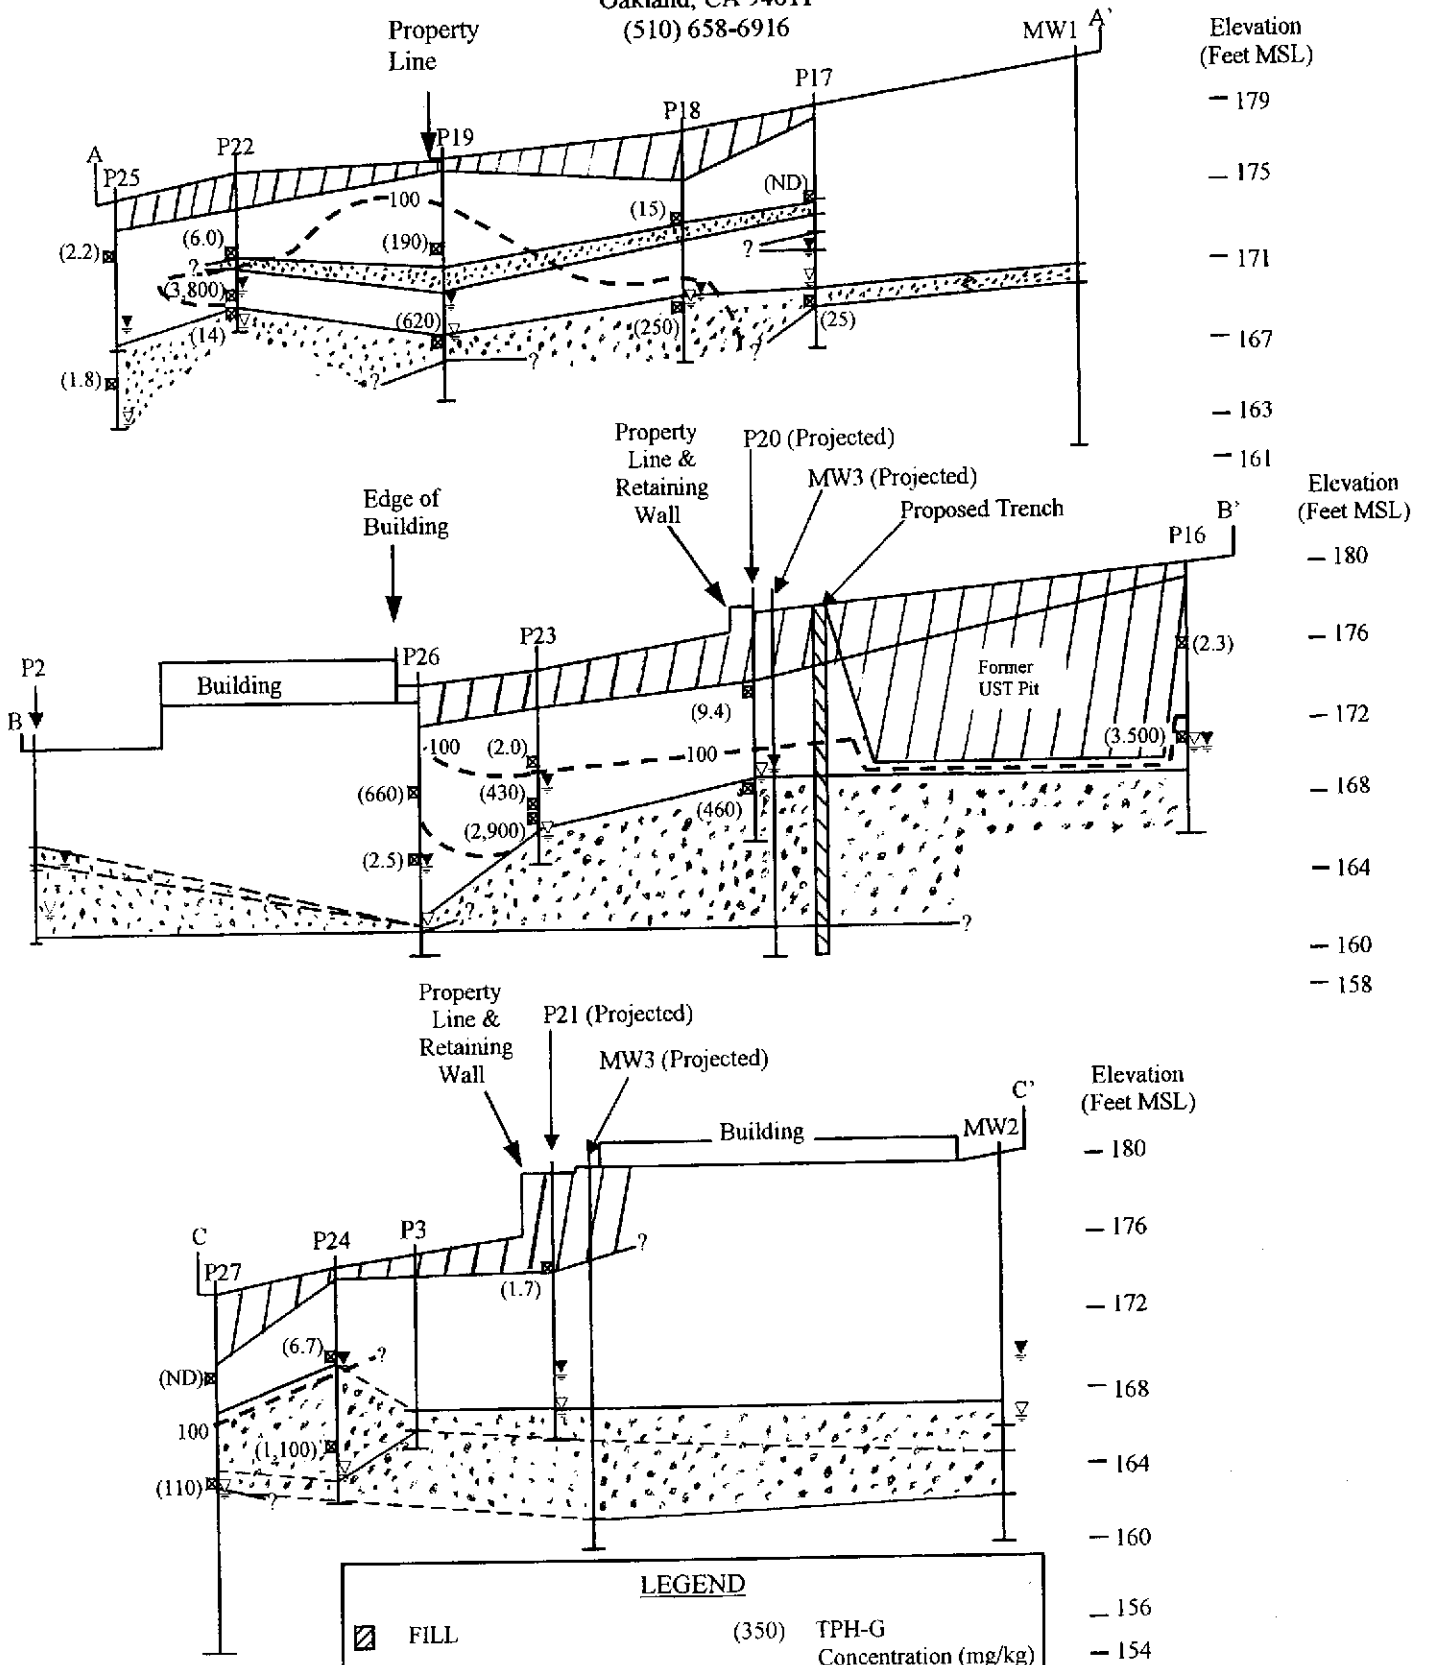 Oakland, CA 94611
(510) 658-6916
Property
Line
MW1
A'
Elevation
(Feet MSL)
P17
179
P18
P19
P22
A
P25
175
(ND)
100
(15)
(2.2)
(6.0)
(190)
?
171
?
(3,800)
(620)
(250)
(25)
(14)
167
?
?
?
(1.8)
163
161
Property
Line &
Retaining
Wall
P20 (Projected)
MW3 (Projected)
Proposed Trench
Edge of
Building
Elevation
(Feet MSL)
B'
P16
180
P23
176
P26
P2
(2.3)
Former
UST Pit
Building
B
(9.4)
172
(3.500)
100
(2.0)
100
168
(660)
(430)
(460)
(2,900)
(2.5)
164
?
?
160
158
Property
Line &
Retaining
Wall
P21 (Projected)
MW3 (Projected)
Elevation
(Feet MSL)
C'
Building
MW2
180
176
C
P24
P3
?
P27
(1.7)
172
(6.7)
?
(ND)
168
100
(1,100)
164
(110)
?
160
LEGEND
156
FILL
(350)
TPH-G
Concentration (mg/kg)
154